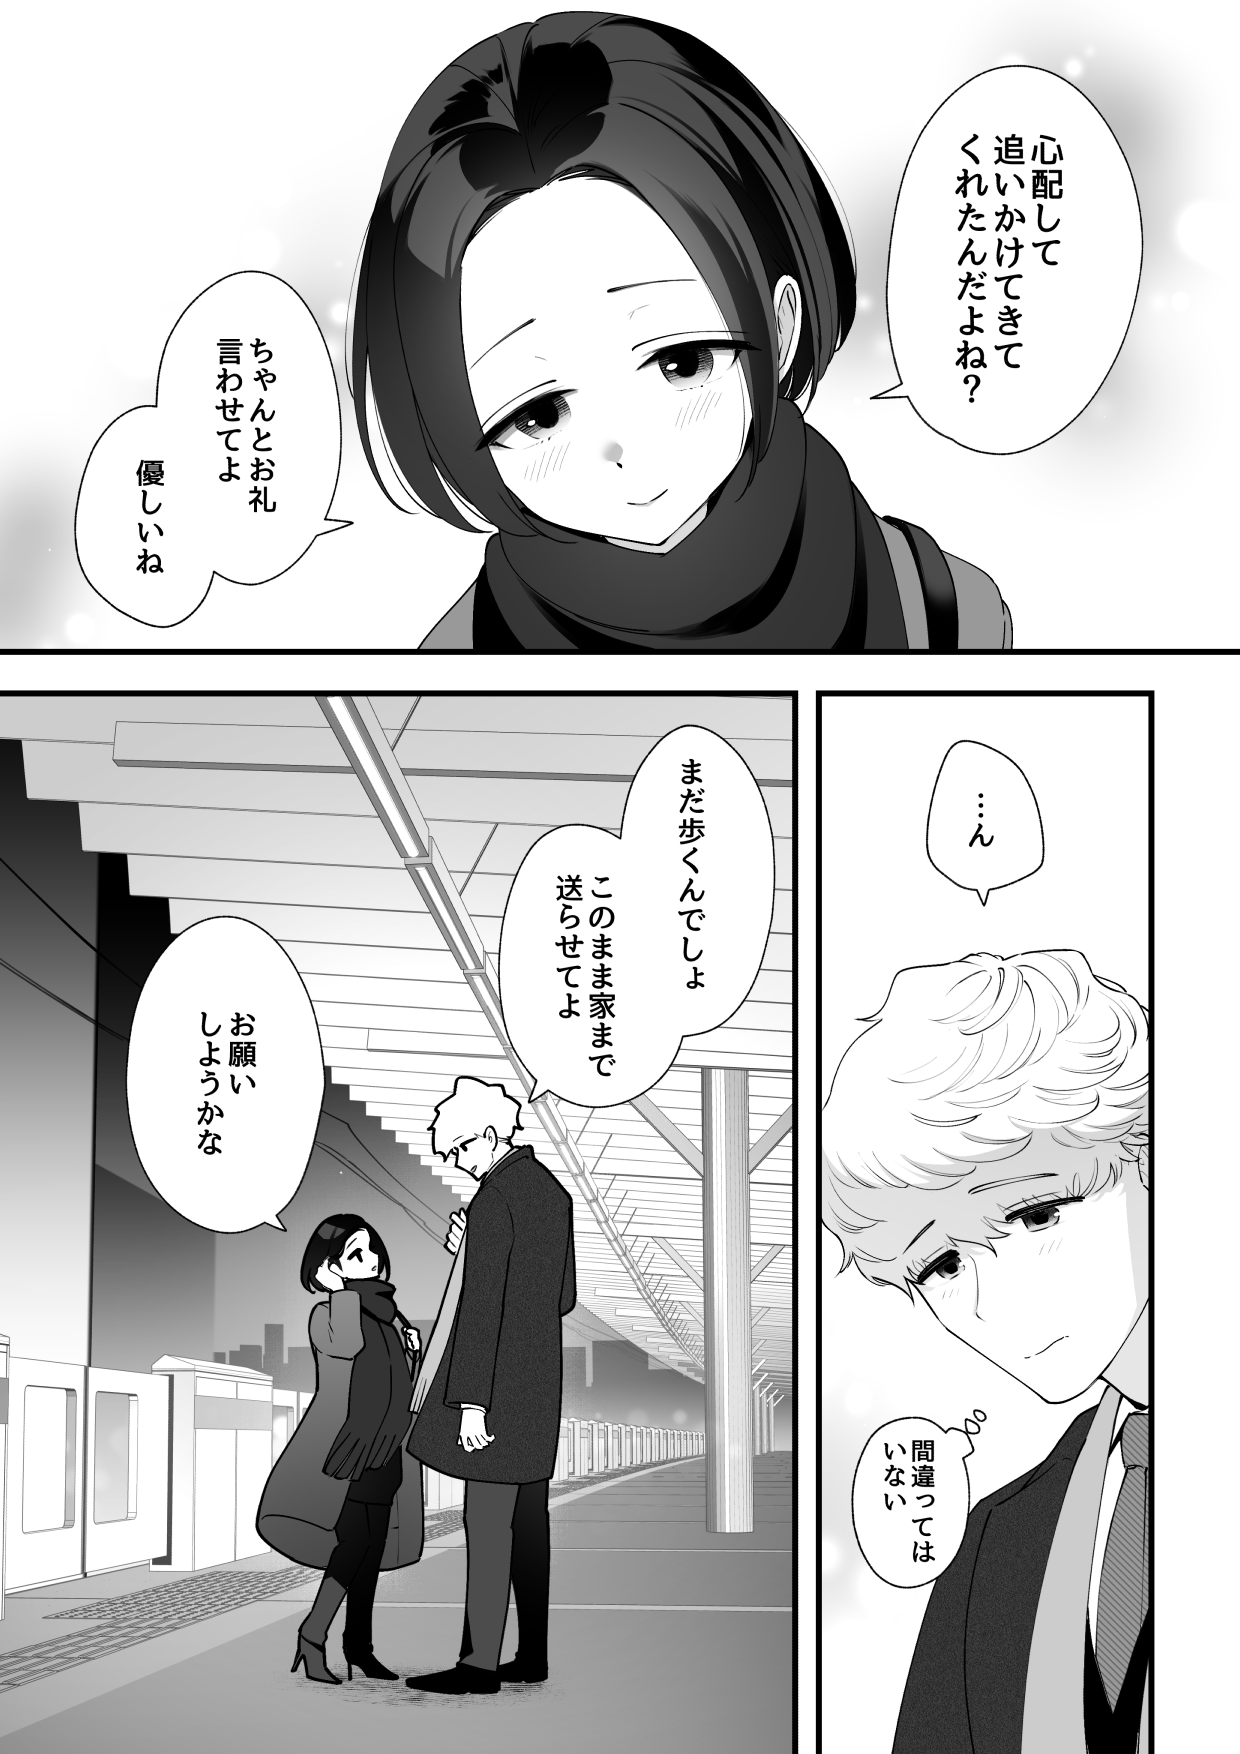 心配して
追いかけてきて
くれたんだよね？
ちゃんとお礼
言わせてよ
優しいね
…ん
間違っては
いない
まだ歩くんでしょ
このまま家まで
送らせてよ
お願い
しようかな